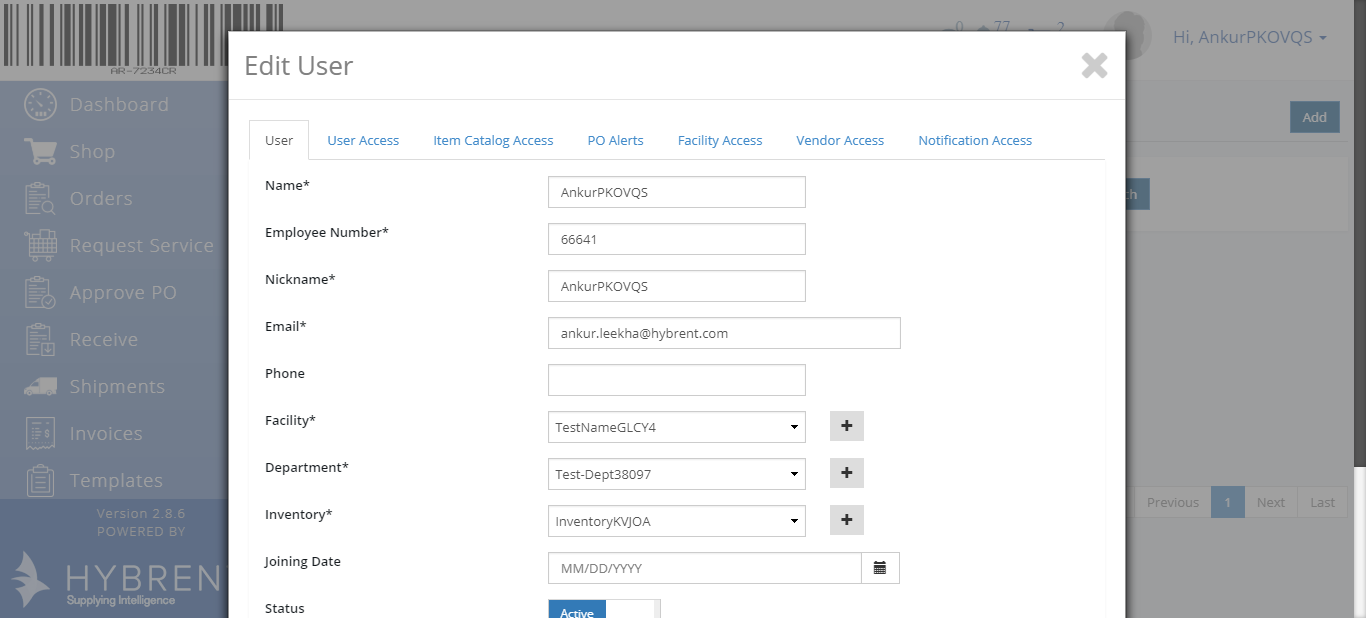 AR-7234CR
0 77 2
Hi, AnkurPKOVQS
Edit User
Dashboard
Shop
Orders
Request Service
Approve PO
Receive
Shipments
Invoices
Templates
Version 2.8.6
POWERED BY
HYBREN
Supplying Intelligence
User User Access Item Catalog Access PO Alerts Facility Access Vendor Access Notification Access
Name* AnkurPKOVQS
Employee Number* 66641
Nickname* AnkurPKOVQS
Email* ankur.leekha@hybrent.com
Phone
Facility* TestNameGLCY4
Department* Test-Dept38097
Inventory* InventoryKVJOA
Joining Date MM/DD/YYYY
Status Active
Add
ch
Previous 1 Next Last